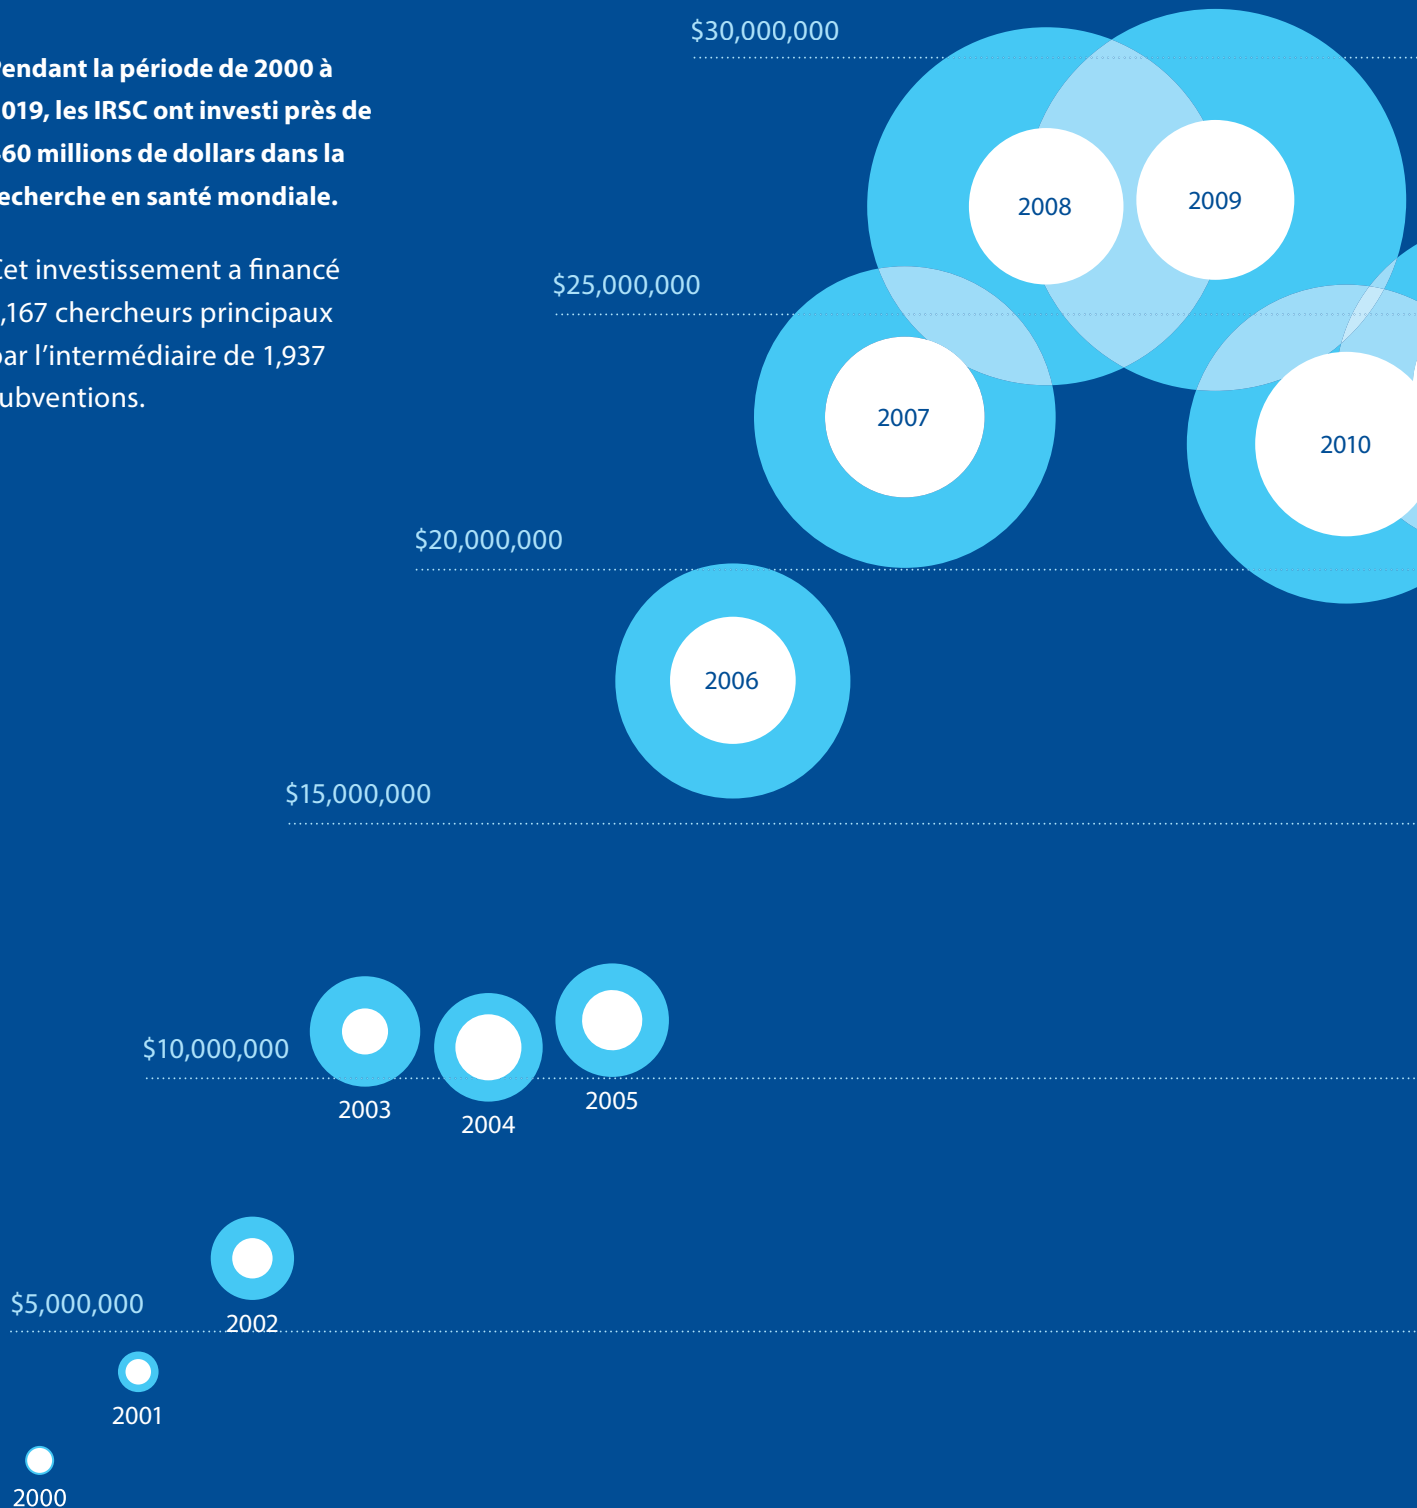 endant la période de 2000 à
019, les IRSC ont investi près de
60 millions de dollars dans la
echerche en santé mondiale.
et investissement a financé
,167 chercheurs principaux
ar l'intermédiaire de 1,937
ubventions.
$30,000,000
2008
2009
$25,000,000
2007
2010
$20,000,000
2006
$15,000,000
$10,000,000
2003
2004
2005
$5,000,000
2002
2001
2000